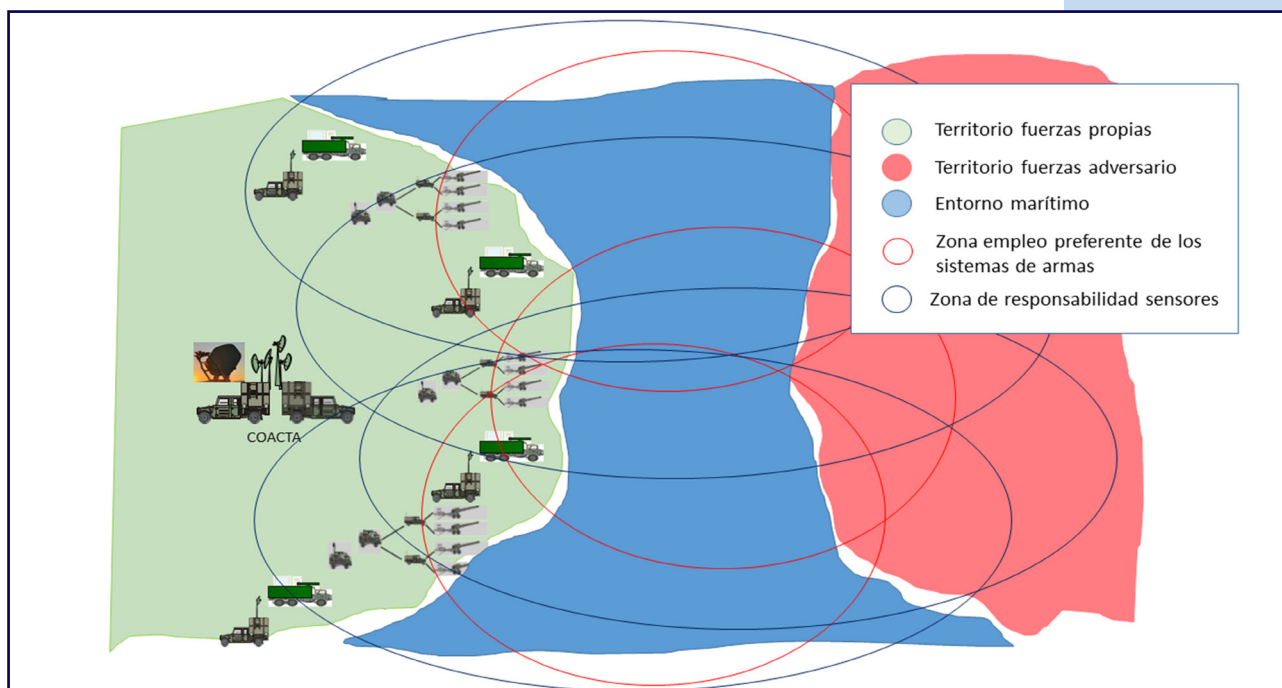 Territorio fuerzas propias
Territorio fuerzas adversario
Entorno marítimo
Zona empleo preferente de los
sistemas de armas
Zona de responsabilidad sensores
COACTA